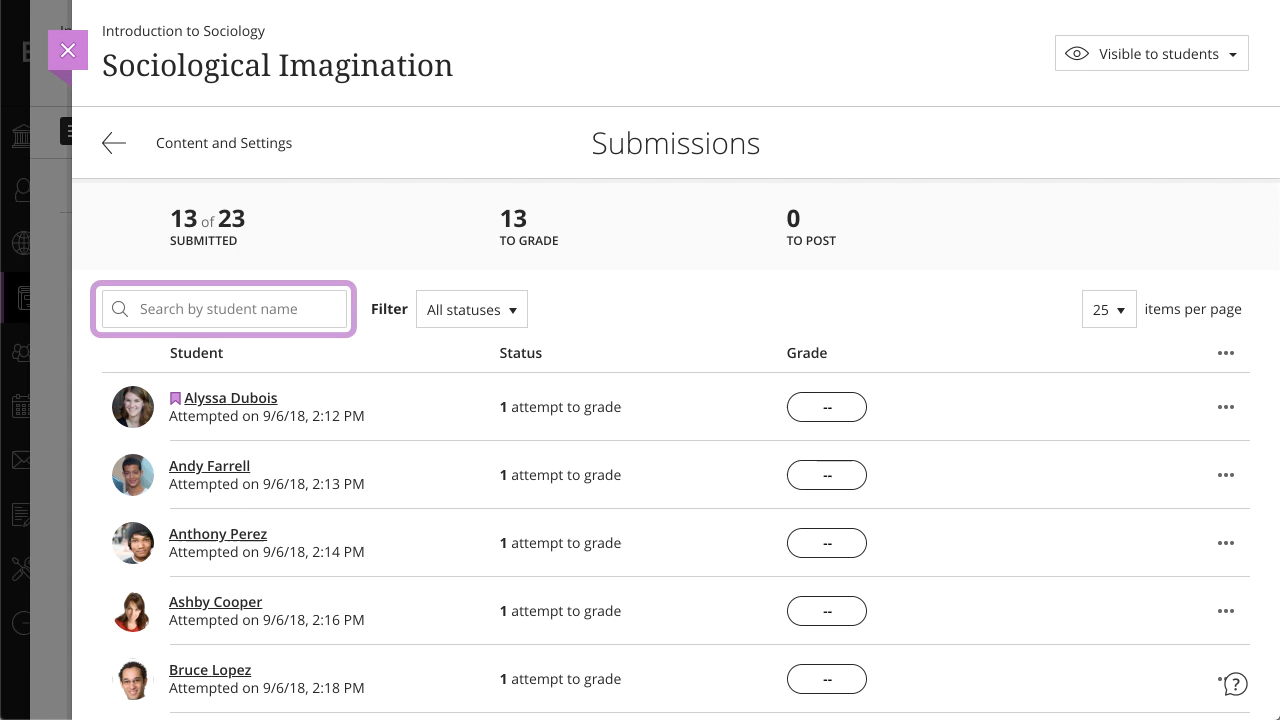 Introduction to Sociology
Sociological Imagination
Visible to students
Content and Settings
Submissions
13 of 23
SUBMITTED
13
TO GRADE
0
TO POST
Search by student name
Filter
All statuses
25
items per page
Student Status Grade
Alyssa Dubois
Attempted on 9/6/18, 2:12 PM
1 attempt to grade
--
Andy Farrell
Attempted on 9/6/18, 2:13 PM
1 attempt to grade
--
Anthony Perez
Attempted on 9/6/18, 2:14 PM
1 attempt to grade
--
Ashby Cooper
Attempted on 9/6/18, 2:16 PM
1 attempt to grade
--
Bruce Lopez
Attempted on 9/6/18, 2:18 PM
1 attempt to grade
--
?